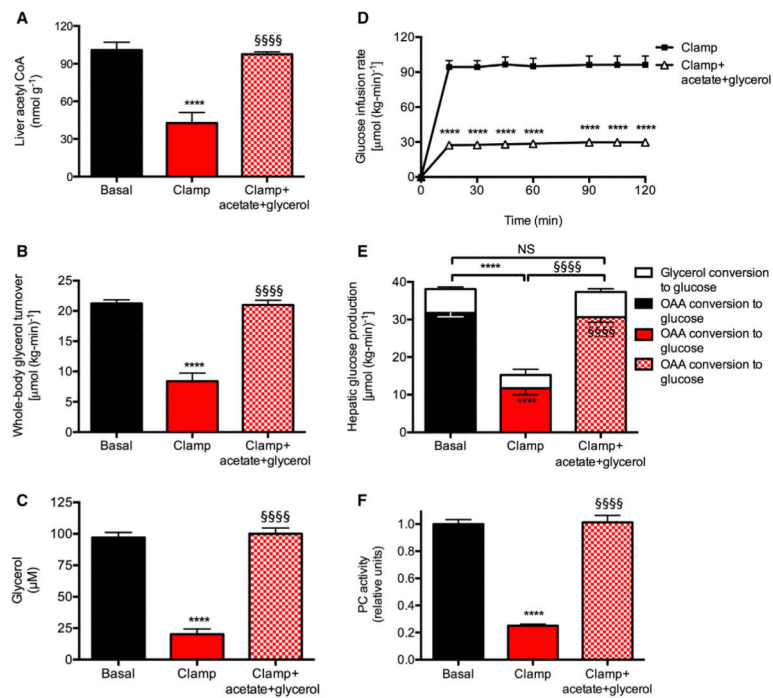 A
Liver acetyl CoA
(nmol g⁻¹)
120
90
60
30
0
****
§§§§
Basal
Clamp
Clamp+
acetate+glycerol
B
Whole-body glycerol turnover
[µmol (kg-min)⁻¹]
25
20
15
10
5
0
****
§§§§
Basal
Clamp
Clamp+
acetate+glycerol
C
Glycerol
(µM)
125
100
75
50
25
0
****
§§§§
Basal
Clamp
Clamp+
acetate+glycerol
D
Glucose infusion rate
[µmol (kg-min)⁻¹]
120
90
60
30
0
**** **** **** **** **** **** ****
0 30 60 90 120
Time (min)
Clamp
Clamp+
acetate+glycerol
E
Hepatic glucose production
[µmol (kg-min)⁻¹]
40
30
20
10
0
NS
**** §§§§
****
§§§§
Basal
Clamp
Clamp+
acetate+glycerol
Glycerol conversion
to glucose
OAA conversion to
glucose
OAA conversion to
glucose
OAA conversion to
glucose
F
PC activity
(relative units)
1.0
0.8
0.6
0.4
0.2
0.0
****
§§§§
Basal
Clamp
Clamp+
acetate+glycerol